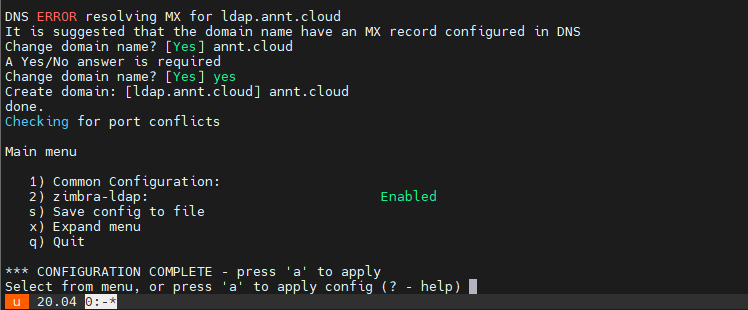 DNS ERROR resolving MX for ldap.annt.cloud
It is suggested that the domain name have an MX record configured in DNS
Change domain name? [Yes] annt.cloud
A Yes/No answer is required
Change domain name? [Yes] yes
Create domain: [ldap.annt.cloud] annt.cloud
done.
Checking for port conflicts
Main menu
1) Common Configuration:
2) zimbra-ldap: Enabled
s) Save config to file
x) Expand menu
q) Quit
*** CONFIGURATION COMPLETE - press 'a' to apply
Select from menu, or press 'a' to apply config (? - help)
u 20.04 0:-*